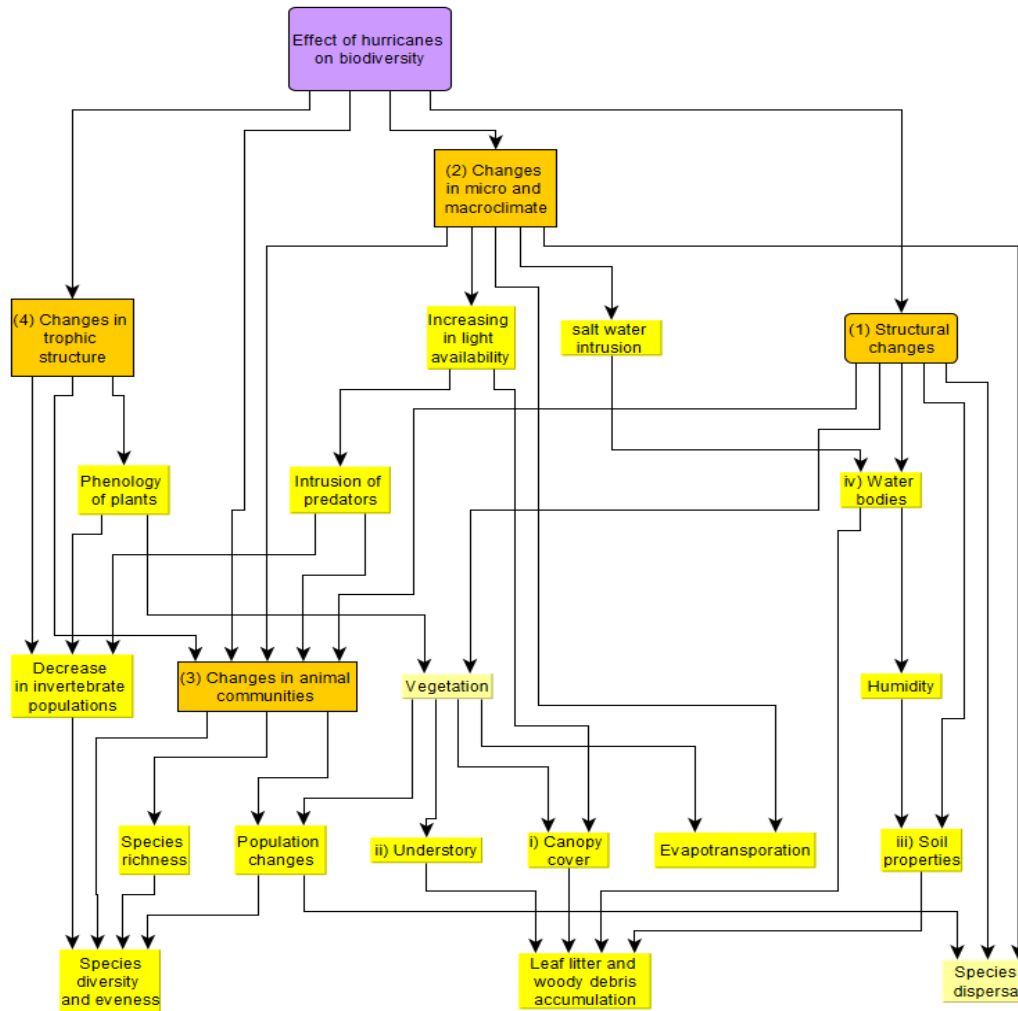 Effect of hurricanes
on biodiversity
(2) Changes
in micro and
macroclimate
(4) Changes in
trophic
structure
Increasing
in light
availability
salt water
intrusion
(1) Structural
changes
Phenology
of plants
Intrusion of
predators
iv) Water
bodies
Decrease
in invertebrate
populations
(3) Changes in animal
communities
Vegetation
Humidity
Species
richness
Population
changes
ii) Understory
i) Canopy
cover
Evapotransporation
iii) Soil
properties
Species
diversity
and eveness
Leaf litter and
woody debris
accumulation
Species
dispersa